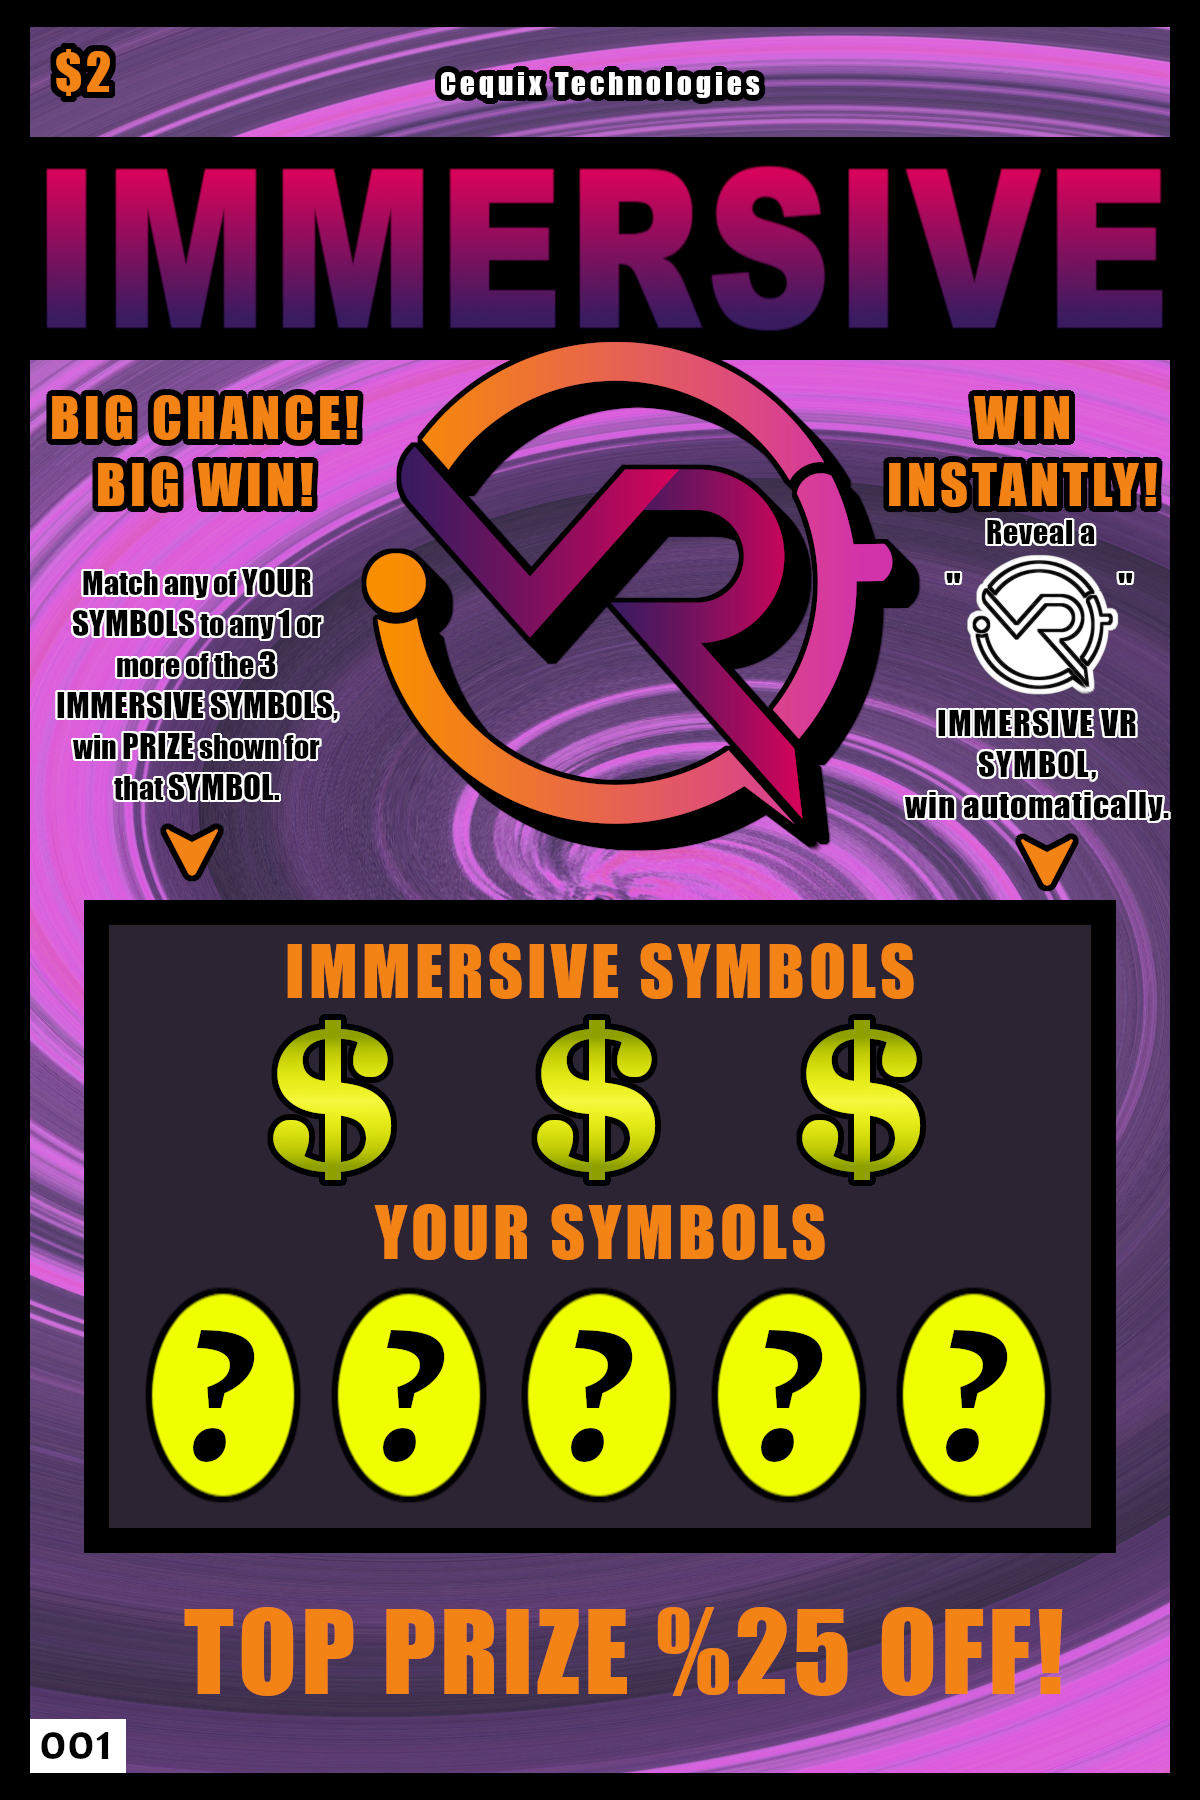 $2
Cequix Technologies
IMMERSIVE
BIG CHANCE!
BIG WIN!
Match any of YOUR
SYMBOLS to any 1 or
more of the 3
IMMERSIVE SYMBOLS,
win PRIZE shown for
that SYMBOL.
VR
WIN
INSTANTLY!
Reveal a
" VR "
IMMERSIVE VR
SYMBOL,
win automatically.
IMMERSIVE SYMBOLS
$ $ $
YOUR SYMBOLS
? ? ? ? ?
TOP PRIZE %25 OFF!
001